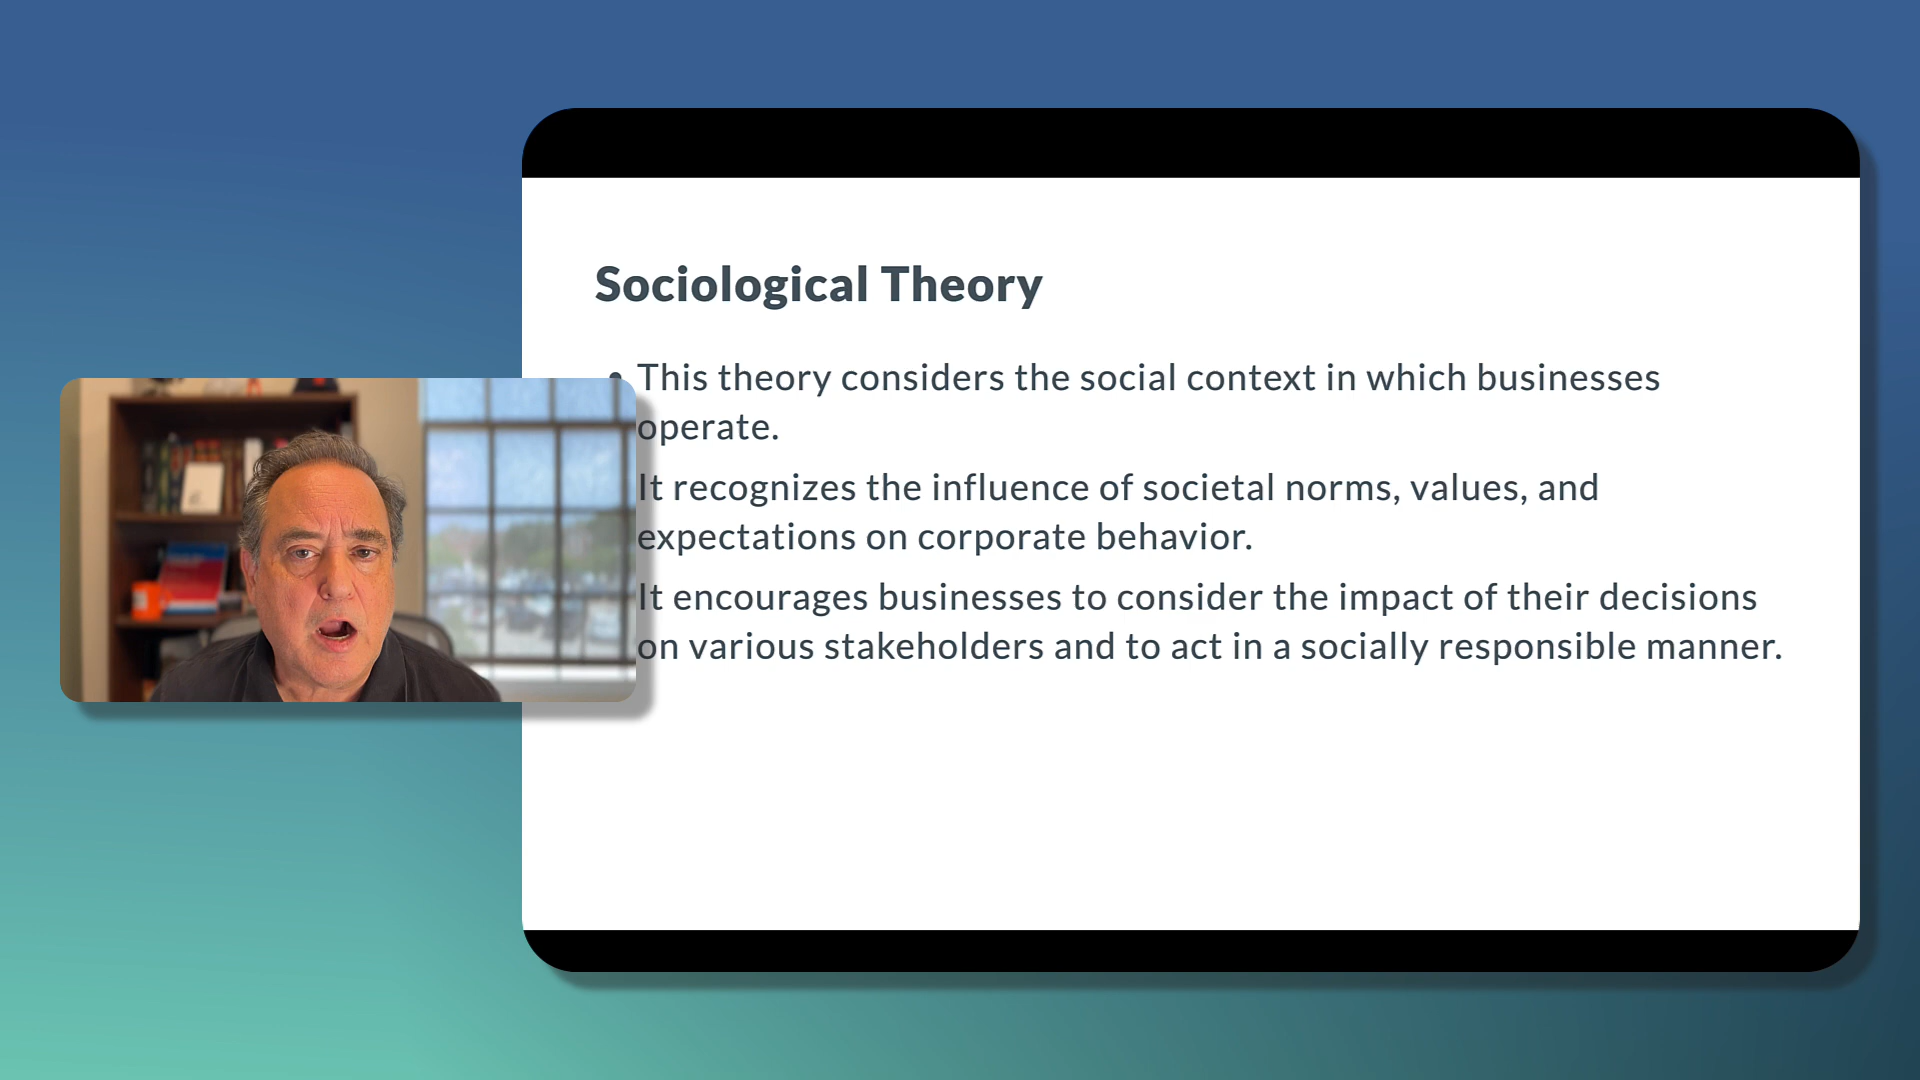 Sociological Theory
• This theory considers the social context in which businesses
operate.
It recognizes the influence of societal norms, values, and
expectations on corporate behavior.
It encourages businesses to consider the impact of their decisions
on various stakeholders and to act in a socially responsible manner.